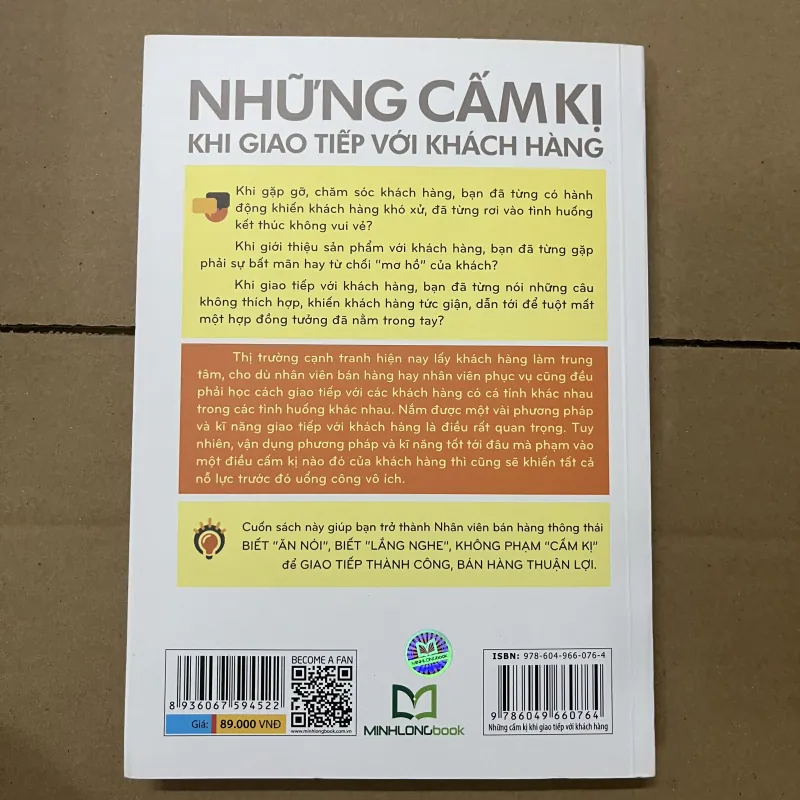 NHỮNG CẤM KỊ
KHI GIAO TIẾP VỚI KHÁCH HÀNG
Khi gặp gỡ, chăm sóc khách hàng, bạn đã từng có hành
động khiến khách hàng khó xử, đã từng rơi vào tình huống
kết thúc không vui vẻ?
Khi giới thiệu sản phẩm với khách hàng, bạn đã từng gặp
phải sự bất mãn hay từ chối “mơ hồ” của khách?
Khi giao tiếp với khách hàng, bạn đã từng nói những câu
không thích hợp, khiến khách hàng tức giận, dẫn tới để tuột mất
một hợp đồng tưởng đã nằm trong tay?
Thị trường cạnh tranh hiện nay lấy khách hàng làm trung
tâm, cho dù nhân viên bán hàng hay nhân viên phục vụ cũng đều
phải học cách giao tiếp với các khách hàng có cá tính khác nhau
trong các tình huống khác nhau. Nắm được một vài phương pháp
và kĩ năng giao tiếp với khách hàng là điều rất quan trọng. Tuy
nhiên, vận dụng phương pháp và kĩ năng tốt tới đâu mà phạm vào
một điều cấm kị nào đó của khách hàng thì cũng sẽ khiến tất cả
nỗ lực trước đó uổng công vô ích.
Cuốn sách này giúp bạn trở thành Nhân viên bán hàng thông thái
BIẾT “ĂN NÓI”, BIẾT “LẮNG NGHE”, KHÔNG PHẠM “CẤM KỊ”
để GIAO TIẾP THÀNH CÔNG, BÁN HÀNG THUẬN LỢI.
8 936067 594522
Giá: 89.000 VNĐ
BECOME A FAN
www.minhlongbook.com.vn
MINHLONGbook
MINHLONGbook
ISBN: 978-604-966-076-4
9 786049 660764
Những cấm kị khi giao tiếp với khách hàng